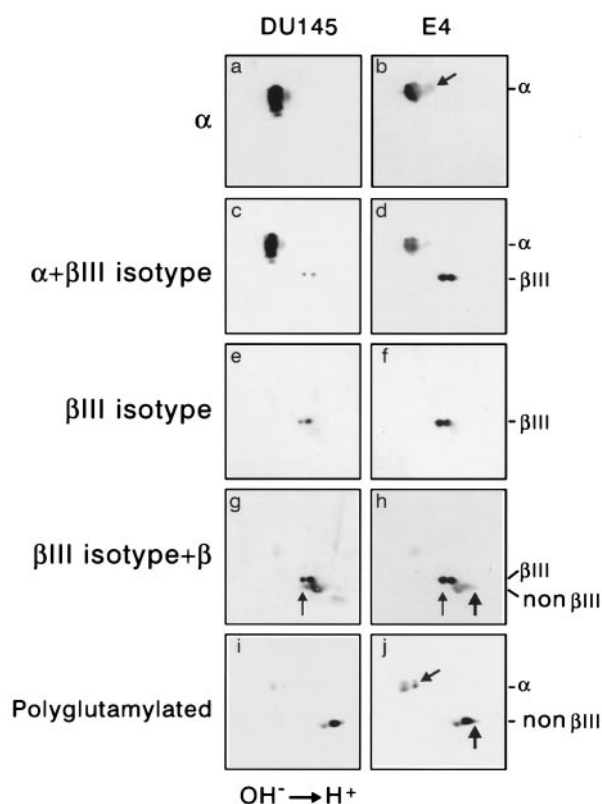 DU145 E4
a b
α - α
c d
α+βIII isotype - α
- βIII
e f
βIII isotype - βIII
g h
βIII isotype+β βIII
non βIII
i j
Polyglutamylated - α
- non βIII
OH⁻ → H⁺